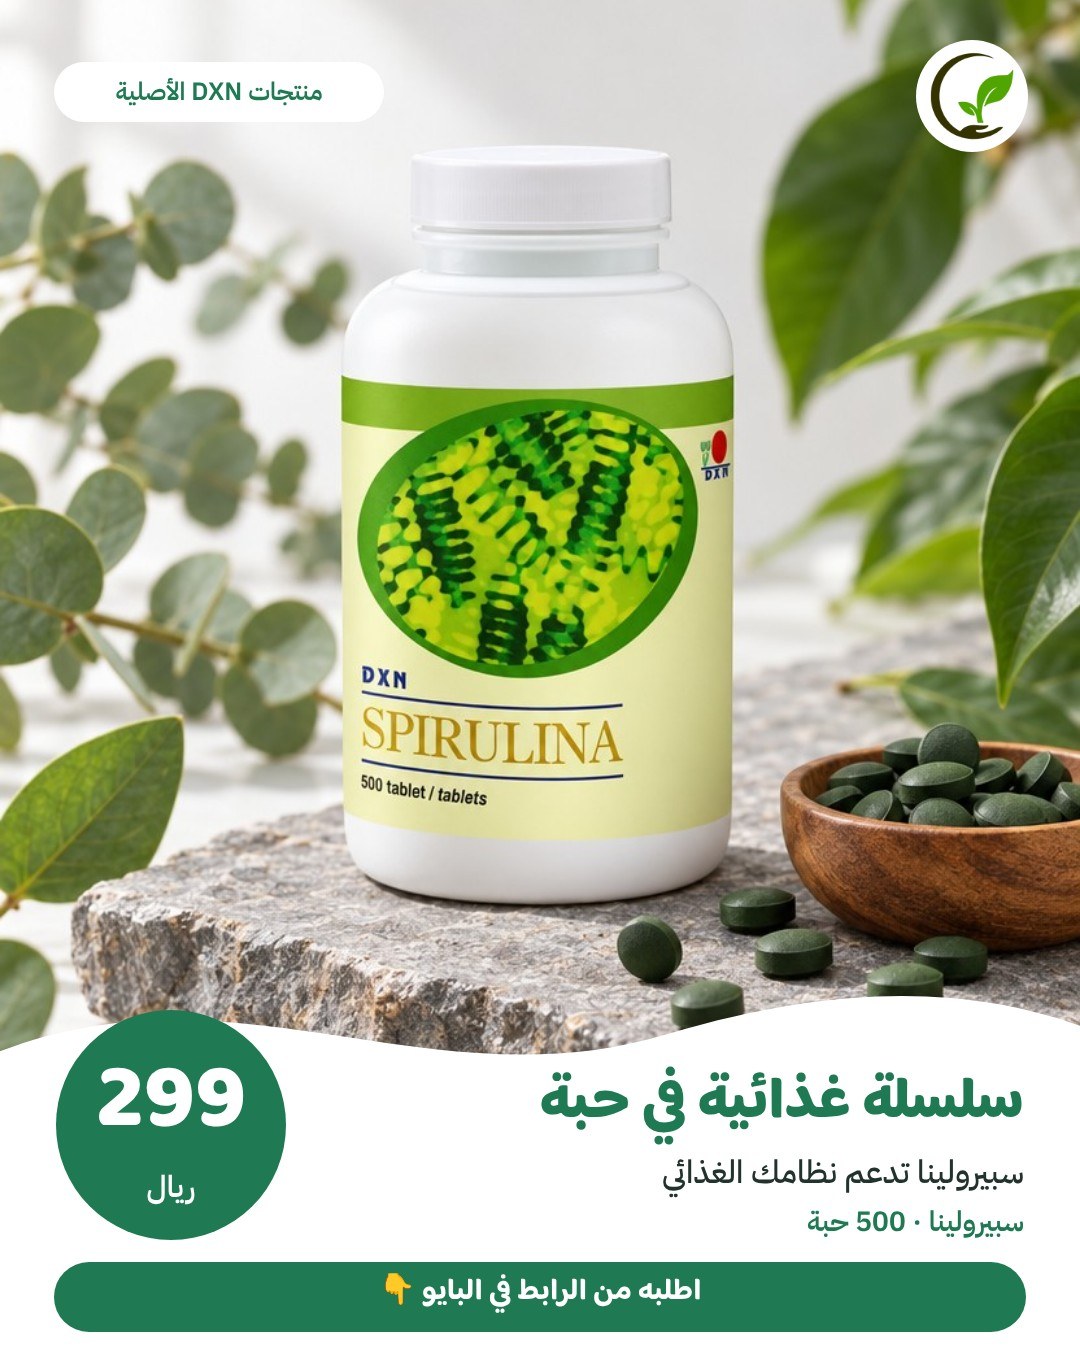 منتجات DXN الأصلية
DXN
DXN
SPIRULINA
500 tablet / tablets
سلسلة غذائية في حبة
سبيرولينا تدعم نظامك الغذائي
سبيرولينا · 500 حبة
299
ريال
اطلبه من الرابط في البايو 👇